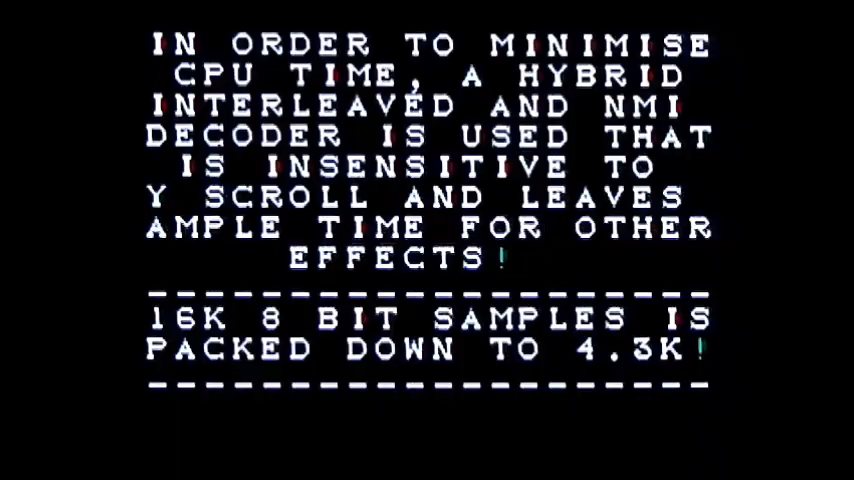 IN ORDER TO MINIMISE
CPU TIME, A HYBRID
INTERLEAVED AND NMI
DECODER IS USED THAT
IS INSENSITIVE TO
Y SCROLL AND LEAVES
AMPLE TIME FOR OTHER
EFFECTS!
--------------------
16K 8 BIT SAMPLES IS
PACKED DOWN TO 4.3K!
--------------------